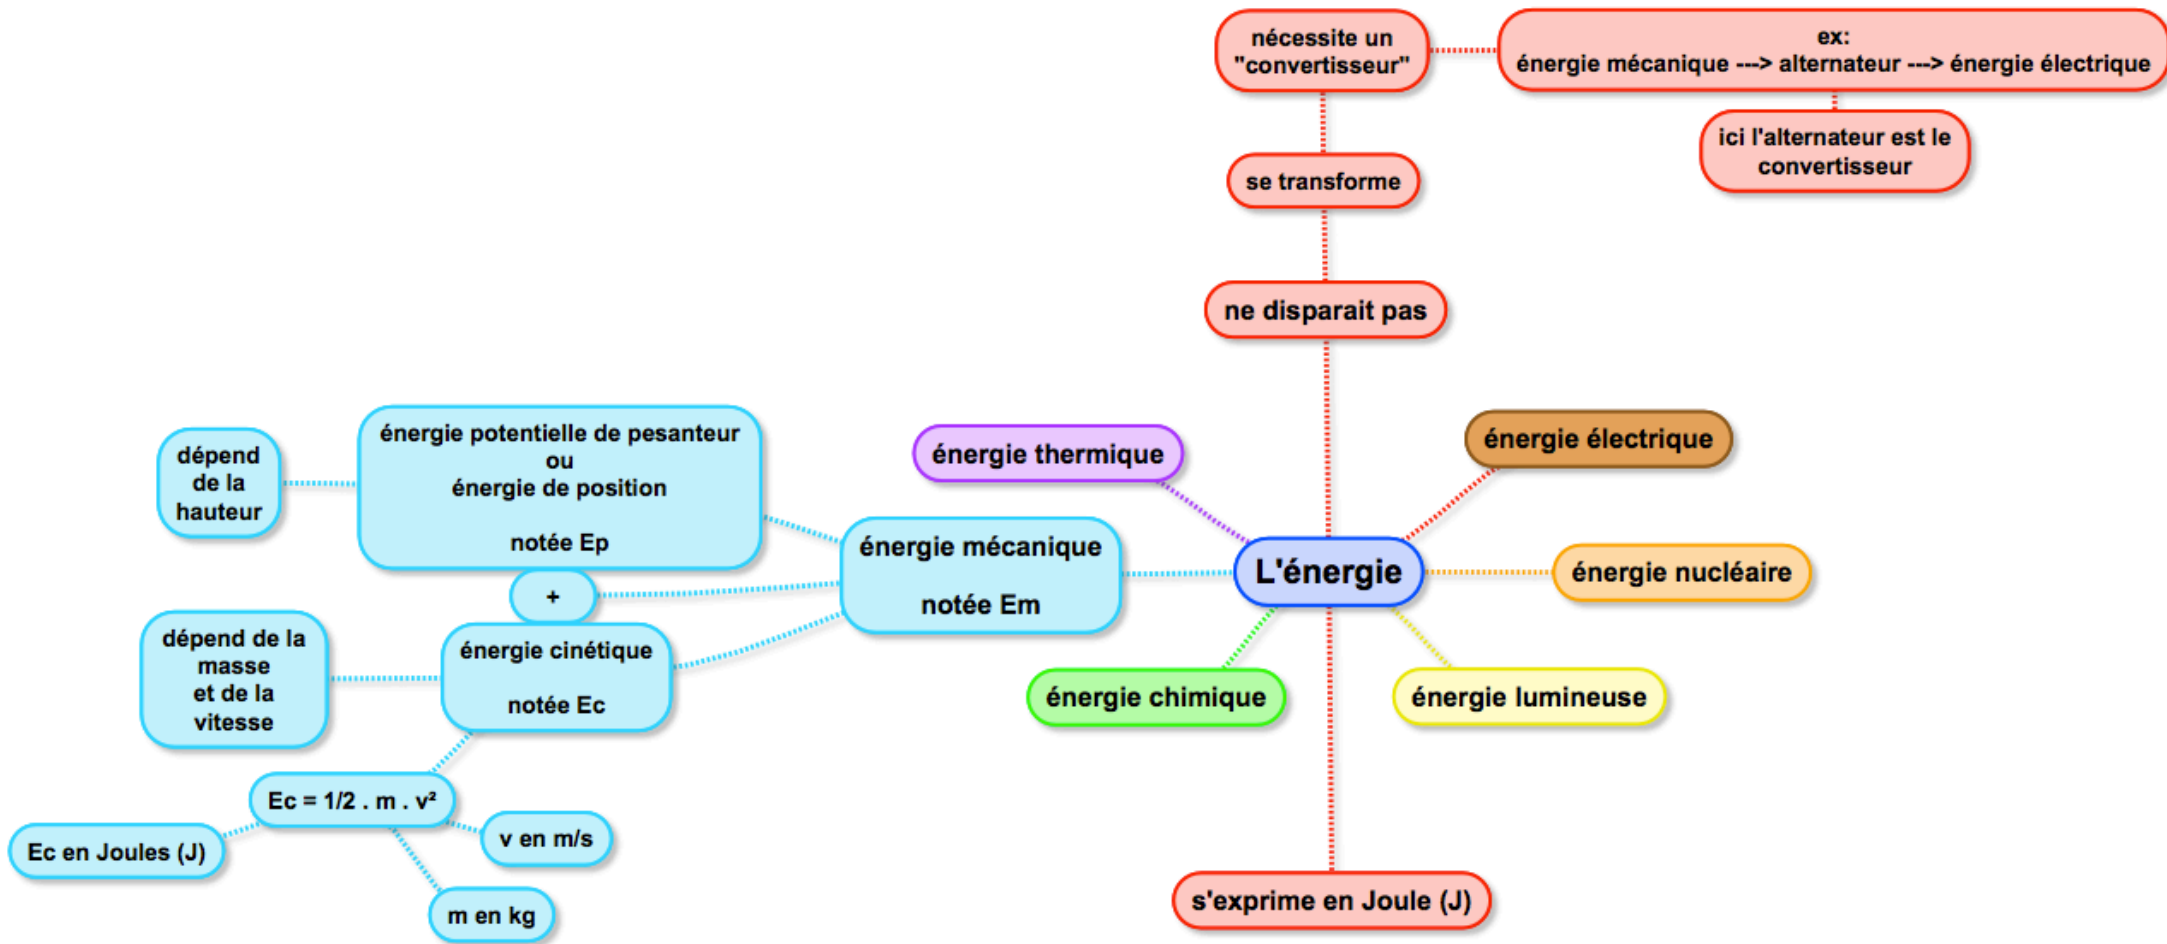 nécessite un
"convertisseur"
ex:
énergie mécanique ---> alternateur ---> énergie électrique
ici l'alternateur est le
convertisseur
se transforme
ne disparait pas
énergie potentielle de pesanteur
ou
énergie de position
notée Ep
dépend
de la
hauteur
énergie thermique
énergie électrique
énergie mécanique
notée Em
L'énergie
énergie nucléaire
+
énergie cinétique
notée Ec
dépend de la
masse
et de la
vitesse
énergie chimique
énergie lumineuse
Ec = 1/2 . m . v²
Ec en Joules (J)
v en m/s
m en kg
s'exprime en Joule (J)